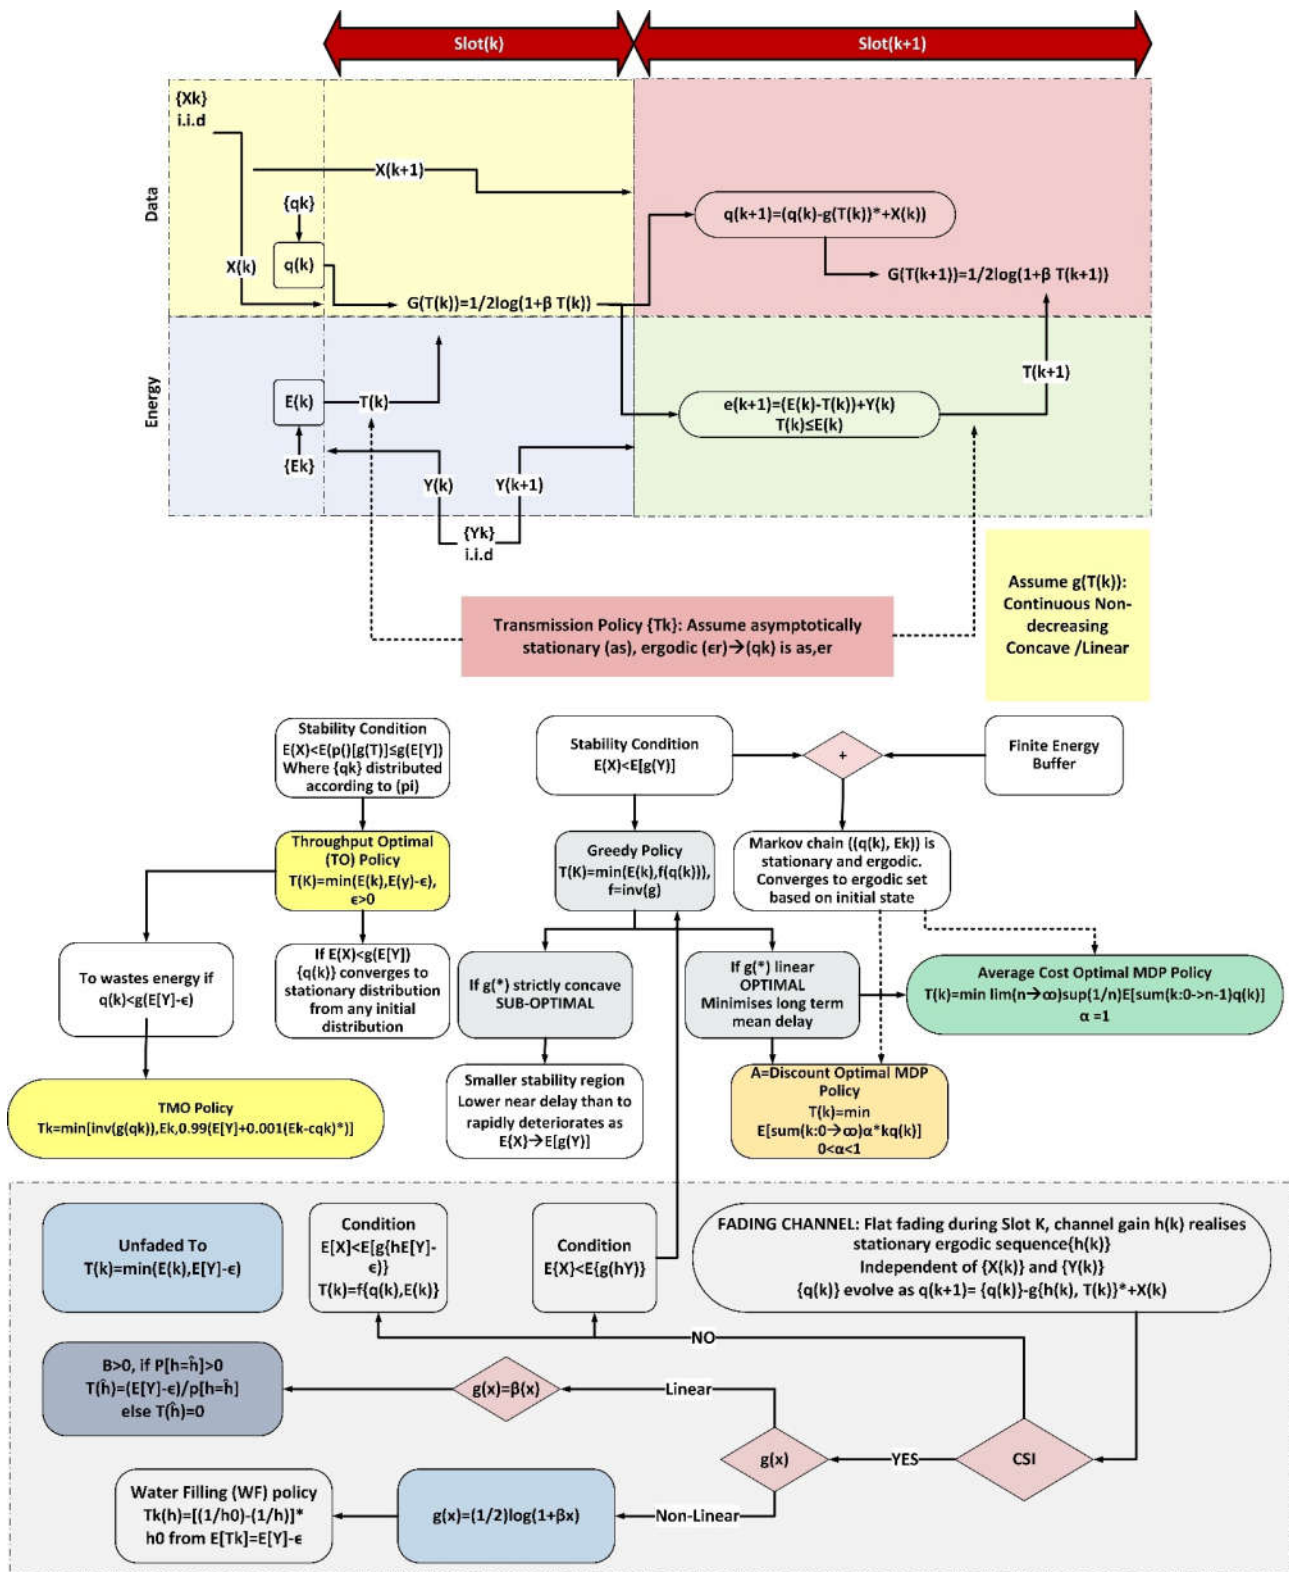 Slot(k)
Slot(k+1)
{Xk}
i.i.d
X(k+1)
Data
{qk}
q(k)
X(k)
G(T(k))=1/2log(1+β T(k))
q(k+1)=(q(k)-g(T(k))*+X(k))
G(T(k+1))=1/2log(1+β T(k+1))
Energy
E(k)
T(k)
{Ek}
Y(k)
Y(k+1)
{Yk}
i.i.d
e(k+1)=(E(k)-T(k))+Y(k)
T(k)≤E(k)
T(k+1)
Assume g(T(k)):
Continuous Non-
decreasing
Concave /Linear
Transmission Policy {Tk}: Assume asymptotically
stationary (as), ergodic (er)→(qk) is as,er
Stability Condition
E(X)<E(p()[g(T)]≤g(E[Y])
Where {qk} distributed
according to (pi)
Stability Condition
E(X)<E[g(Y)]
+
Finite Energy
Buffer
Throughput Optimal
(TO) Policy
T(K)=min(E(k),E(y)-ϵ),
ϵ>0
Greedy Policy
T(K)=min(E(k),f(q(k))),
f=inv(g)
Markov chain ((q(k), Ek)) is
stationary and ergodic.
Converges to ergodic set
based on initial state
To wastes energy if
q(k)<g(E[Y]-ϵ)
If E(X)<g(E[Y])
{q(k)} converges to
stationary distribution
from any initial
distribution
If g(*) strictly concave
SUB-OPTIMAL
If g(*) linear
OPTIMAL
Minimises long term
mean delay
Average Cost Optimal MDP Policy
T(k)=min lim(n→∞)sup(1/n)E[sum(k:0->n-1)q(k)]
α =1
TMO Policy
Tk=min[inv(g(qk)),Ek,0.99(E[Y]+0.001(Ek-cqk)*)]
Smaller stability region
Lower near delay than to
rapidly deteriorates as
E{X}→E[g(Y)]
A=Discount Optimal MDP
Policy
T(k)=min
E[sum(k:0→∞)α*kq(k)]
0<α<1
Unfaded To
T(k)=min(E(k),E[Y]-ϵ)
Condition
E[X]<E[g{hE[Y]-
ϵ)}
T(k)=f{q(k),E(k)}
Condition
E{X}<E{g(hY)}
FADING CHANNEL: Flat fading during Slot K, channel gain h(k) realises
stationary ergodic sequence{h(k)}
Independent of {X(k)} and {Y(k)}
{q(k)} evolve as q(k+1)= {q(k)}-g{h(k), T(k)}*+X(k)
NO
B>0, if P[h=ĥ]>0
T(ĥ)=(E[Y]-ϵ)/p[h=ĥ]
else T(ĥ)=0
g(x)=β(x)
Linear
g(x)
YES
CSI
Water Filling (WF) policy
Tk(h)=[(1/h0)-(1/h)]*
h0 from E[Tk]=E[Y]-ϵ
g(x)=(1/2)log(1+βx)
Non-Linear